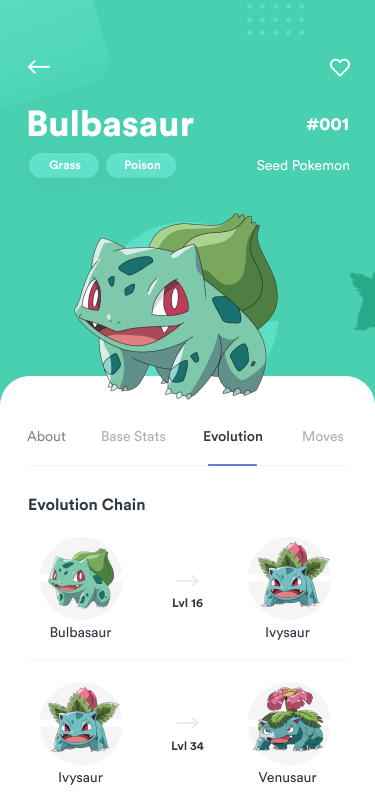 Bulbasaur
#001
Grass Poison
Seed Pokemon
About Base Stats Evolution Moves
Evolution Chain
Lvl 16
Bulbasaur Ivysaur
Lvl 34
Ivysaur Venusaur